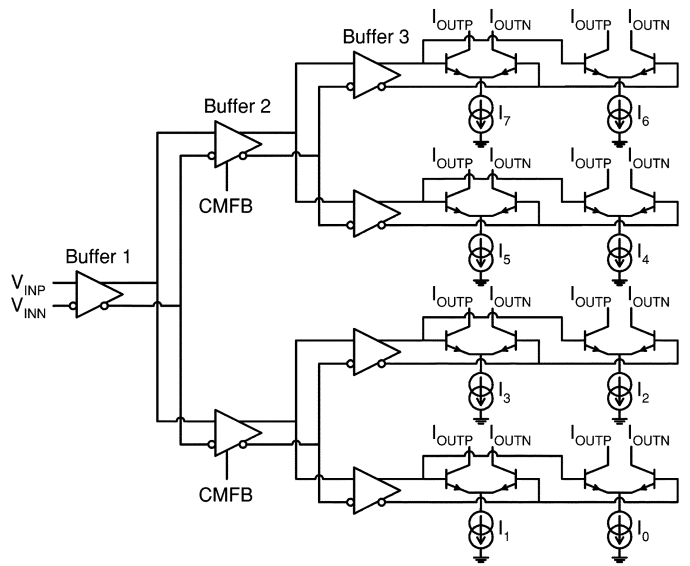 I_OUTP I_OUTN I_OUTP I_OUTN
Buffer 3
I_7 I_6
Buffer 2
I_OUTP I_OUTN I_OUTP I_OUTN
CMFB
I_5 I_4
Buffer 1
V_INP
V_INN
I_OUTP I_OUTN I_OUTP I_OUTN
I_3 I_2
I_OUTP I_OUTN I_OUTP I_OUTN
CMFB
I_1 I_0